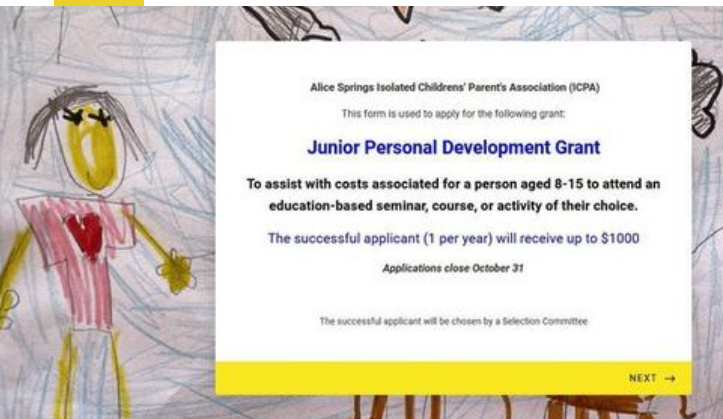 Alice Springs Isolated Childrens' Parent's Association (ICPA)
This form is used to apply for the following grant:
Junior Personal Development Grant
To assist with costs associated for a person aged 8-15 to attend an
education-based seminar, course, or activity of their choice.
The successful applicant (1 per year) will receive up to $1000
Applications close October 31
The successful applicant will be chosen by a Selection Committee
NEXT →